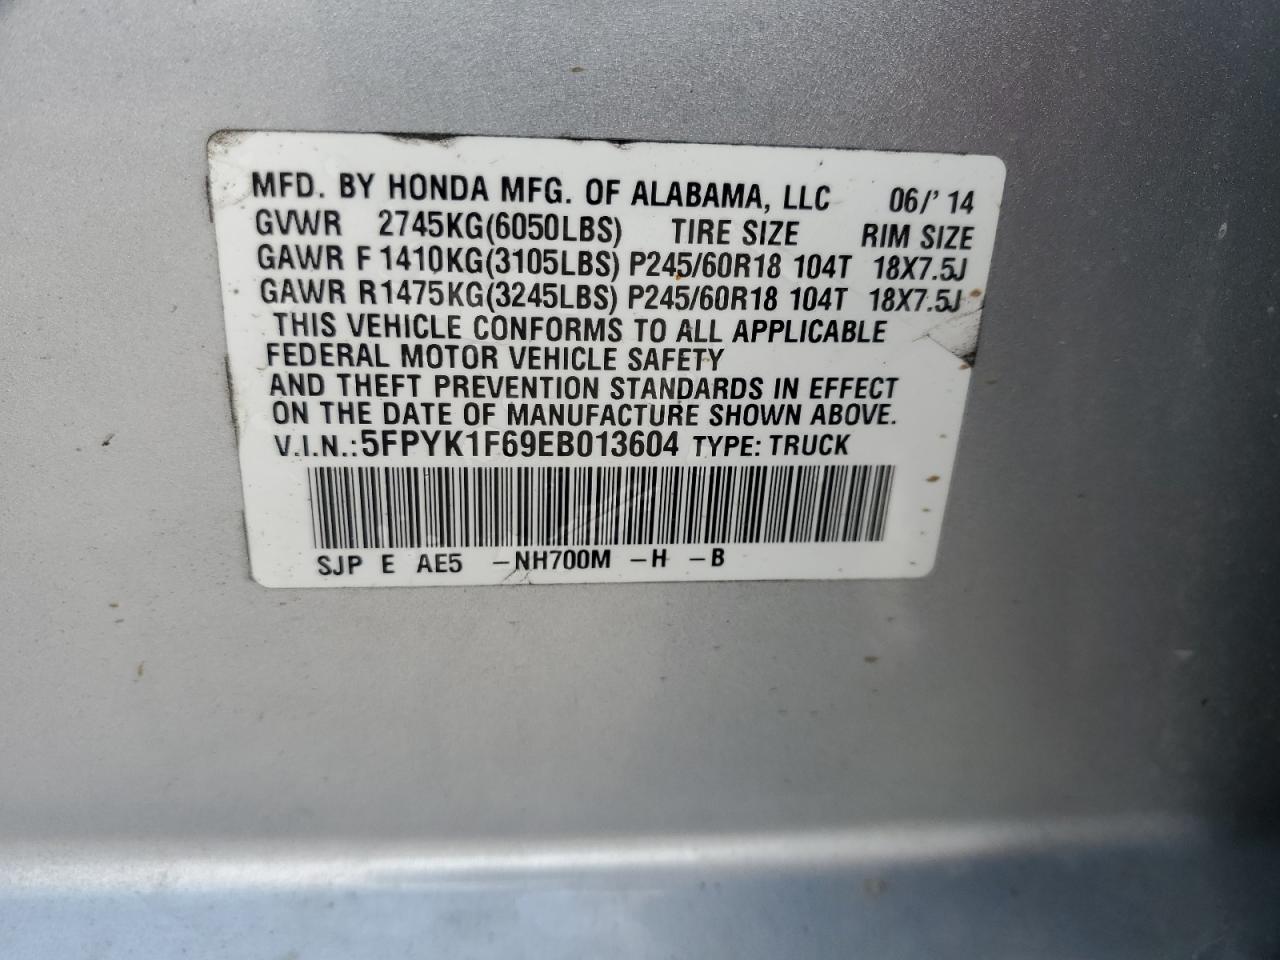 MFD. BY HONDA MFG. OF ALABAMA, LLC 06/'14
GVWR 2745KG(6050LBS) TIRE SIZE RIM SIZE
GAWR F 1410KG(3105LBS) P245/60R18 104T 18X7.5J
GAWR R1475KG(3245LBS) P245/60R18 104T 18X7.5J
THIS VEHICLE CONFORMS TO ALL APPLICABLE
FEDERAL MOTOR VEHICLE SAFETY
AND THEFT PREVENTION STANDARDS IN EFFECT
ON THE DATE OF MANUFACTURE SHOWN ABOVE.
V.I.N.:5FPYK1F69EB013604 TYPE: TRUCK
SJP E AE5 -NH700M -H -B